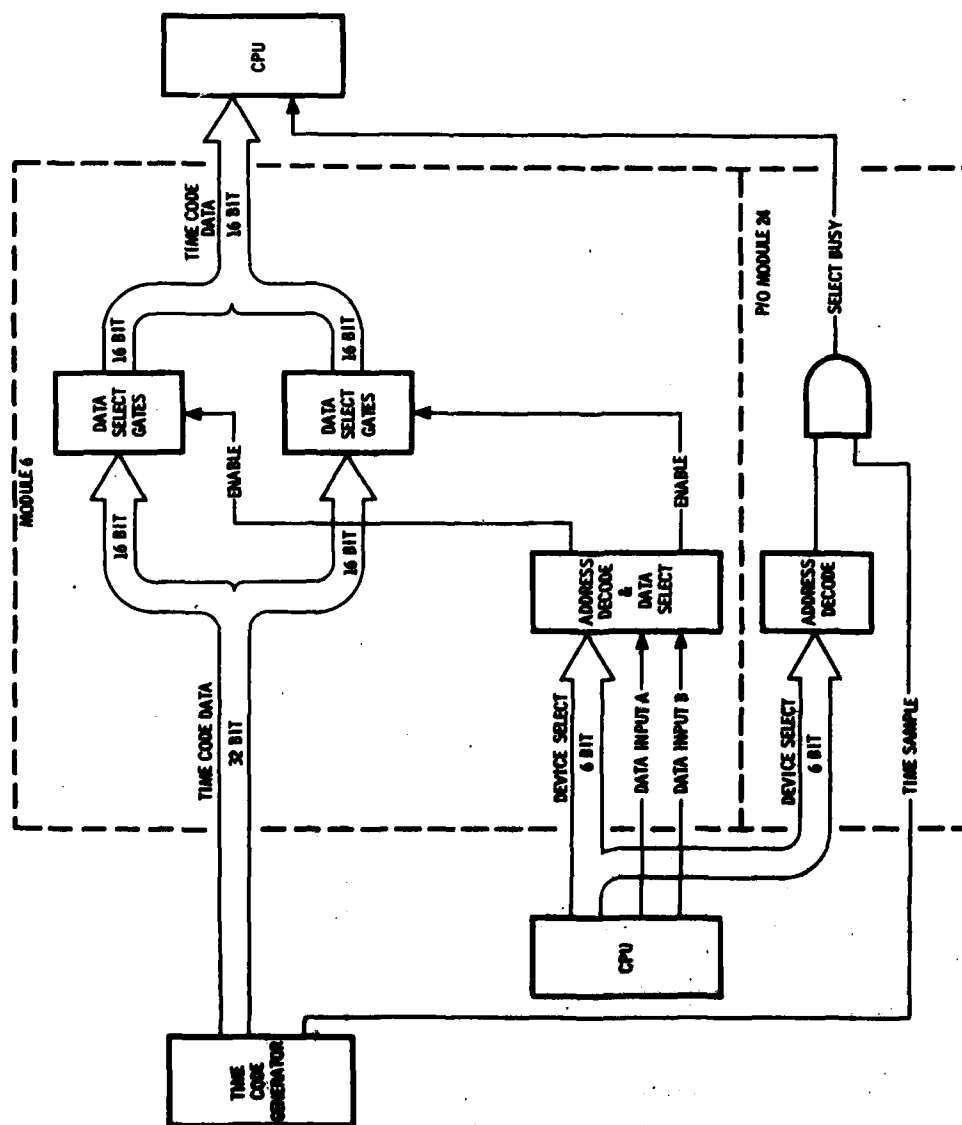 MODULE 6
TIME CODE
GENERATOR
TIME CODE DATA
32 BIT
16 BIT
16 BIT
DATA
SELECT
GATES
DATA
SELECT
GATES
16 BIT
16 BIT
TIME CODE
DATA
16 BIT
CPU
ENABLE
ENABLE
CPU
DEVICE SELECT
6 BIT
DATA INPUT A
DATA INPUT B
ADDRESS
DECODE
&
DATA
SELECT
P/O MODULE 24
DEVICE SELECT
6 BIT
ADDRESS
DECODE
SELECT BUSY
TIME SAMPLE